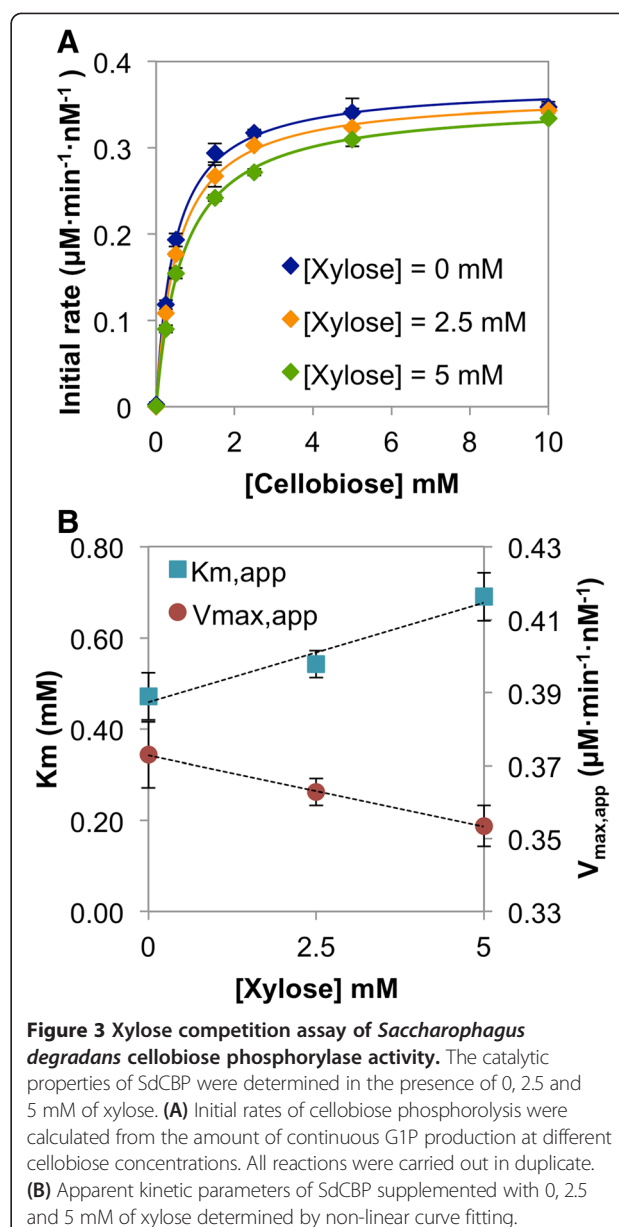 A
Initial rate (µM·min⁻¹·nM⁻¹)
0.4
0.3
0.2
0.1
0
[Xylose] = 0 mM
[Xylose] = 2.5 mM
[Xylose] = 5 mM
0 2 4 6 8 10
[Cellobiose] mM
B
Km (mM)
0.80
0.60
0.40
0.20
0.00
Km,app
Vmax,app
0.43
0.41
0.39
0.37
0.35
0.33
Vmax,app (µM·min⁻¹·nM⁻¹)
0 2.5 5
[Xylose] mM
Figure 3 Xylose competition assay of Saccharophagus
degradans cellobiose phosphorylase activity. The catalytic
properties of SdCBP were determined in the presence of 0, 2.5 and
5 mM of xylose. (A) Initial rates of cellobiose phosphorolysis were
calculated from the amount of continuous G1P production at different
cellobiose concentrations. All reactions were carried out in duplicate.
(B) Apparent kinetic parameters of SdCBP supplemented with 0, 2.5
and 5 mM of xylose determined by non-linear curve fitting.